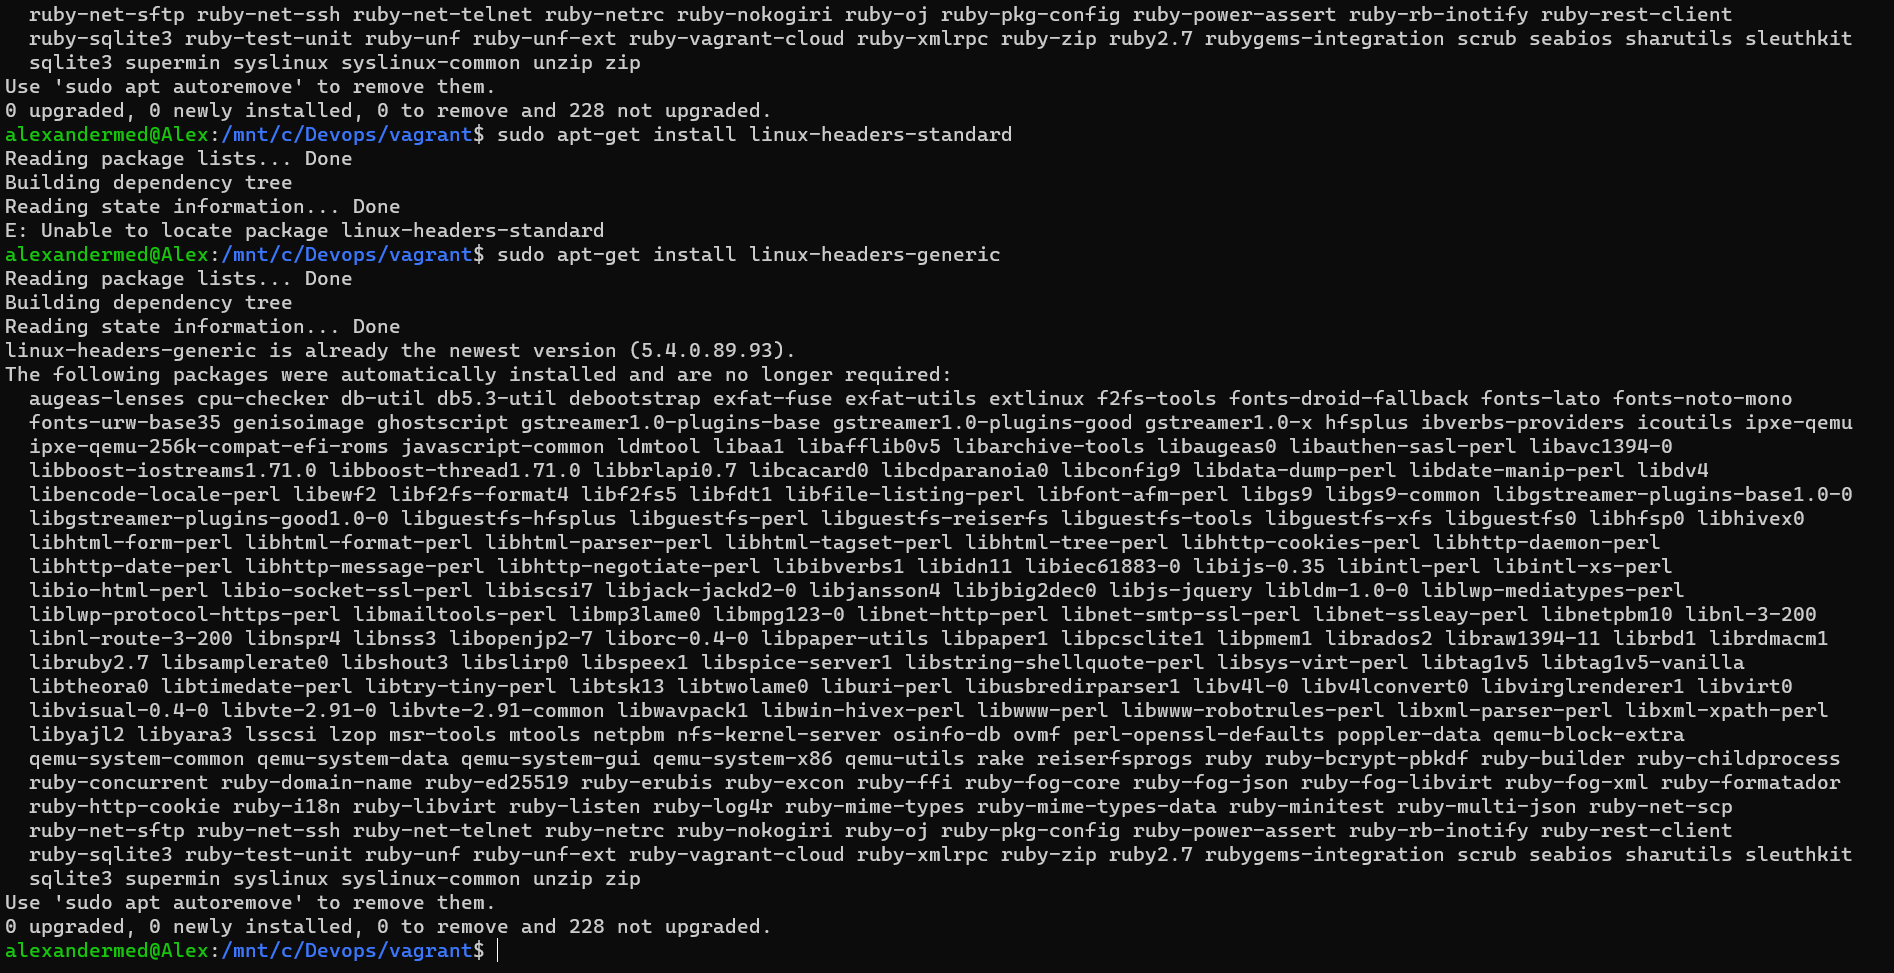 ruby-net-sftp ruby-net-ssh ruby-net-telnet ruby-netrc ruby-nokogiri ruby-oj ruby-pkg-config ruby-power-assert ruby-rb-inotify ruby-rest-client
ruby-sqlite3 ruby-test-unit ruby-unf ruby-unf-ext ruby-vagrant-cloud ruby-xmlrpc ruby-zip ruby2.7 rubygems-integration scrub seabios sharutils sleuthkit
sqlite3 supermin syslinux syslinux-common unzip zip
Use 'sudo apt autoremove' to remove them.
0 upgraded, 0 newly installed, 0 to remove and 228 not upgraded.
alexandermed@Alex:/mnt/c/Devops/vagrant$ sudo apt-get install linux-headers-standard
Reading package lists... Done
Building dependency tree
Reading state information... Done
E: Unable to locate package linux-headers-standard
alexandermed@Alex:/mnt/c/Devops/vagrant$ sudo apt-get install linux-headers-generic
Reading package lists... Done
Building dependency tree
Reading state information... Done
linux-headers-generic is already the newest version (5.4.0.89.93).
The following packages were automatically installed and are no longer required:
augeas-lenses cpu-checker db-util db5.3-util debootstrap exfat-fuse exfat-utils extlinux f2fs-tools fonts-droid-fallback fonts-lato fonts-noto-mono
fonts-urw-base35 genisoimage ghostscript gstreamer1.0-plugins-base gstreamer1.0-plugins-good gstreamer1.0-x hfsplus ibverbs-providers icoutils ipxe-qemu
ipxe-qemu-256k-compat-efi-roms javascript-common ldmtool libaa1 libafflib0v5 libarchive-tools libaugeas0 libauthen-sasl-perl libavc1394-0
libboost-iostreams1.71.0 libboost-thread1.71.0 libbrlapi0.7 libcacard0 libcdparanoia0 libconfig9 libdata-dump-perl libdate-manip-perl libdv4
libencode-locale-perl libewf2 libf2fs-format4 libf2fs5 libfdt1 libfile-listing-perl libfont-afm-perl libgs9 libgs9-common libgstreamer-plugins-base1.0-0
libgstreamer-plugins-good1.0-0 libguestfs-hfsplus libguestfs-perl libguestfs-reiserfs libguestfs-tools libguestfs-xfs libguestfs0 libhfsp0 libhivex0
libhtml-form-perl libhtml-format-perl libhtml-parser-perl libhtml-tagset-perl libhtml-tree-perl libhttp-cookies-perl libhttp-daemon-perl
libhttp-date-perl libhttp-message-perl libhttp-negotiate-perl libibverbs1 libidn11 libiec61883-0 libijs-0.35 libintl-perl libintl-xs-perl
libio-html-perl libio-socket-ssl-perl libiscsi7 libjack-jackd2-0 libjansson4 libjbig2dec0 libjs-jquery libldm-1.0-0 liblwp-mediatypes-perl
liblwp-protocol-https-perl libmailtools-perl libmp3lame0 libmpg123-0 libnet-http-perl libnet-smtp-ssl-perl libnet-ssleay-perl libnetpbm10 libnl-3-200
libnl-route-3-200 libnspr4 libnss3 libopenjp2-7 liborc-0.4-0 libpaper-utils libpaper1 libpcsclite1 libpmem1 librados2 libraw1394-11 librbd1 librdmacm1
libruby2.7 libsamplerate0 libshout3 libslirp0 libspeex1 libspice-server1 libstring-shellquote-perl libsys-virt-perl libtag1v5 libtag1v5-vanilla
libtheora0 libtimedate-perl libtry-tiny-perl libtsk13 libtwolame0 liburi-perl libusbredirparser1 libv4l-0 libv4lconvert0 libvirglrenderer1 libvirt0
libvisual-0.4-0 libvte-2.91-0 libvte-2.91-common libwavpack1 libwin-hivex-perl libwww-perl libwww-robotrules-perl libxml-parser-perl libxml-xpath-perl
libyajl2 libyara3 lsscsi lzop msr-tools mtools netpbm nfs-kernel-server osinfo-db ovmf perl-openssl-defaults poppler-data qemu-block-extra
qemu-system-common qemu-system-data qemu-system-gui qemu-system-x86 qemu-utils rake reiserfsprogs ruby ruby-bcrypt-pbkdf ruby-builder ruby-childprocess
ruby-concurrent ruby-domain-name ruby-ed25519 ruby-erubis ruby-excon ruby-ffi ruby-fog-core ruby-fog-json ruby-fog-libvirt ruby-fog-xml ruby-formatador
ruby-http-cookie ruby-i18n ruby-libvirt ruby-listen ruby-log4r ruby-mime-types ruby-mime-types-data ruby-minitest ruby-multi-json ruby-net-scp
ruby-net-sftp ruby-net-ssh ruby-net-telnet ruby-netrc ruby-nokogiri ruby-oj ruby-pkg-config ruby-power-assert ruby-rb-inotify ruby-rest-client
ruby-sqlite3 ruby-test-unit ruby-unf ruby-unf-ext ruby-vagrant-cloud ruby-xmlrpc ruby-zip ruby2.7 rubygems-integration scrub seabios sharutils sleuthkit
sqlite3 supermin syslinux syslinux-common unzip zip
Use 'sudo apt autoremove' to remove them.
0 upgraded, 0 newly installed, 0 to remove and 228 not upgraded.
alexandermed@Alex:/mnt/c/Devops/vagrant$